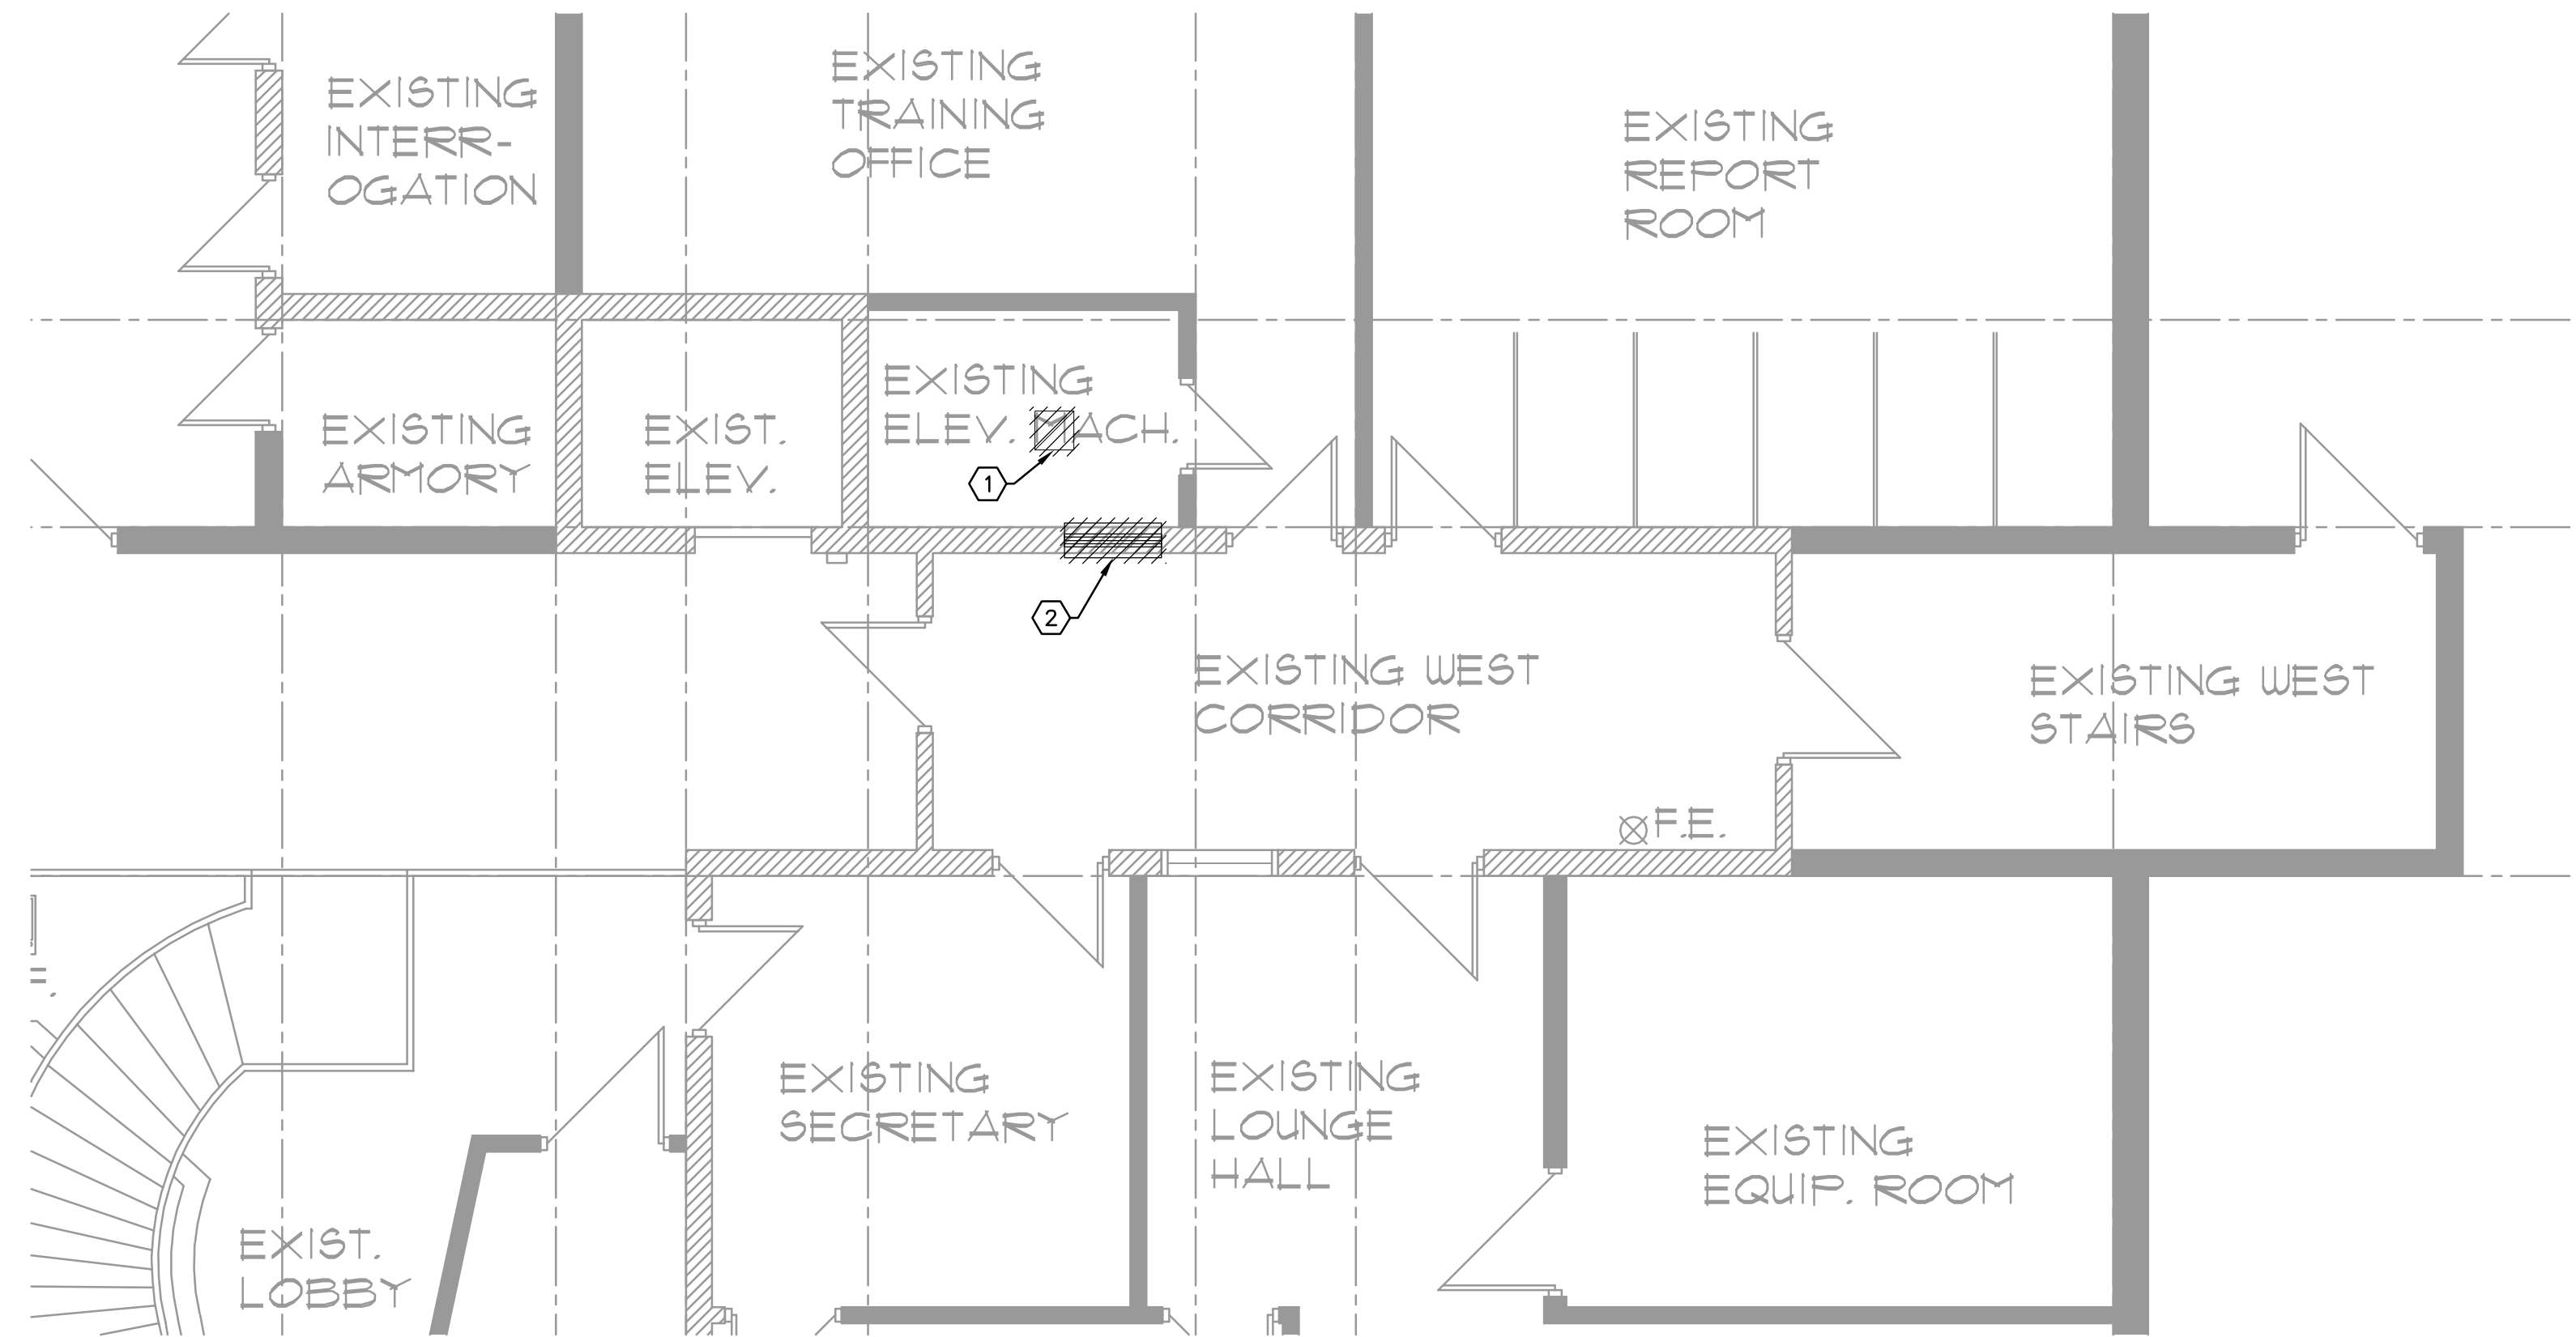 EXISTING
INTERR-
OGATION
EXISTING
TRAINING
OFFICE
EXISTING
REPORT
ROOM
EXISTING
ARMORY
EXIST.
ELEV.
EXISTING
ELEV. MACH.
1
2
EXISTING WEST
CORRIDOR
EXISTING WEST
STAIRS
F.E.
EXISTING
SECRETARY
EXISTING
LOUNGE
HALL
EXISTING
EQUIP. ROOM
EXIST.
LOBBY